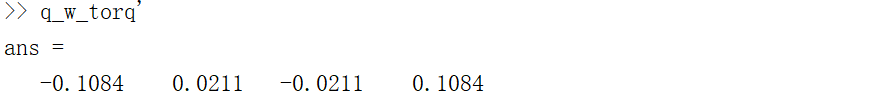 >> q_w_torq'
ans =
-0.1084 0.0211 -0.0211 0.1084